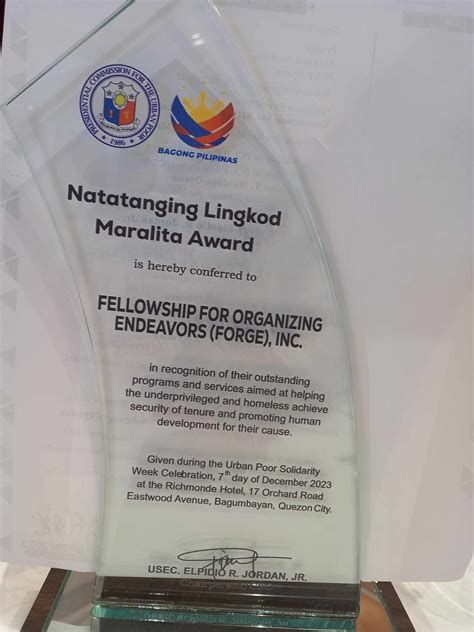 PRESIDENTIAL COMMISSION FOR THE URBAN POOR
1986
BAGONG PILIPINAS
Natatanging Lingkod
Maralita Award
is hereby conferred to
FELLOWSHIP FOR ORGANIZING
ENDEAVORS (FORGE), INC.
in recognition of their outstanding
programs and services aimed at helping
the underprivileged and homeless achieve
security of tenure and promoting human
development for their cause.
Given during the Urban Poor Solidarity
Week Celebration, 7th day of December 2023
at the Richmonde Hotel, 17 Orchard Road
Eastwood Avenue, Bagumbayan, Quezon City.
USEC. ELPIDIO R. JORDAN, JR.